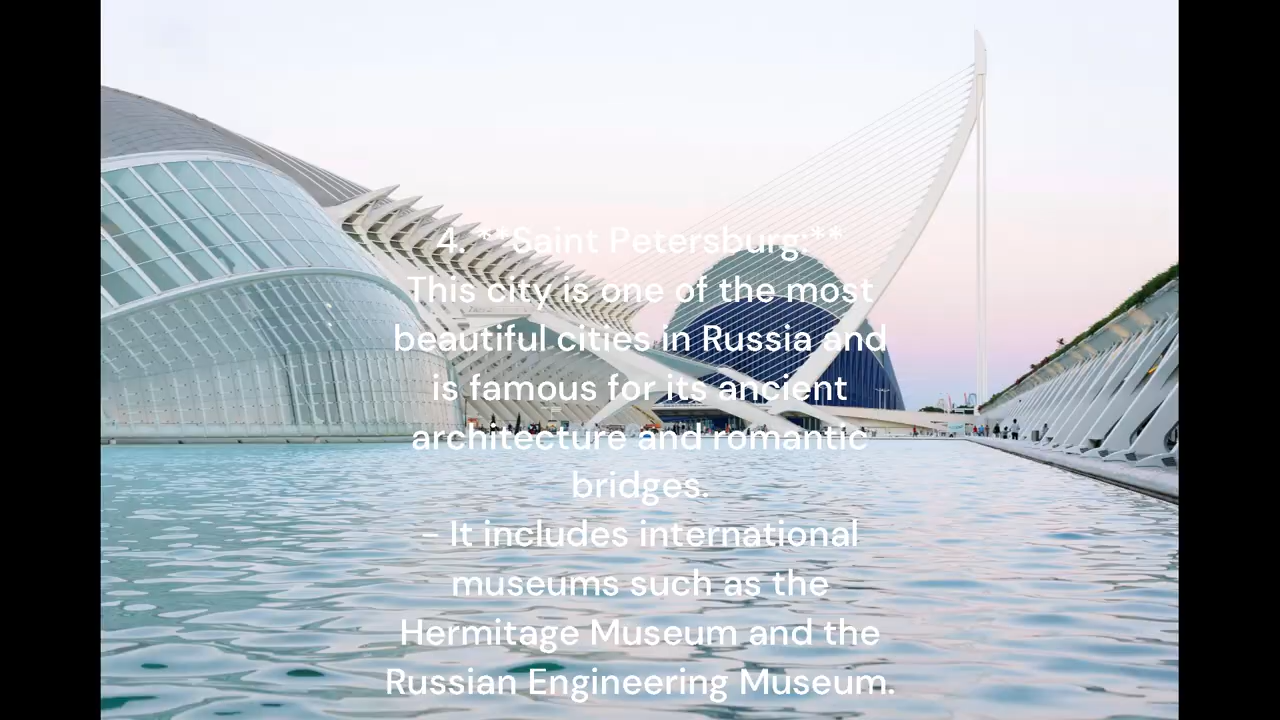 4. **Saint Petersburg:**
This city is one of the most
beautiful cities in Russia and
is famous for its ancient
architecture and romantic
bridges.
- It includes international
museums such as the
Hermitage Museum and the
Russian Engineering Museum.